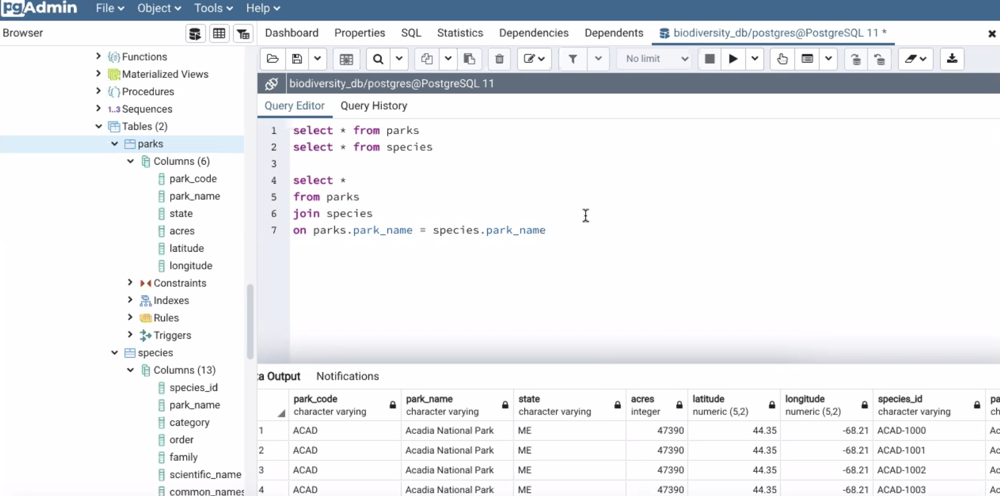 pgAdmin File Object Tools Help
Browser
Dashboard Properties SQL Statistics Dependencies Dependents biodiversity_db/postgres@PostgreSQL 11 *
No limit
biodiversity_db/postgres@PostgreSQL 11
Query Editor Query History
Functions
Materialized Views
Procedures
1..3 Sequences
Tables (2)
parks
Columns (6)
park_code
park_name
state
acres
latitude
longitude
Constraints
Indexes
Rules
Triggers
species
Columns (13)
species_id
park_name
category
order
family
scientific_name
common_names
1 select * from parks
2 select * from species
3
4 select *
5 from parks
6 join species
7 on parks.park_name = species.park_name
ta Output Notifications
park_code park_name state acres latitude longitude species_id pa
character varying character varying character varying integer numeric (5,2) numeric (5,2) character varying ch
1 ACAD Acadia National Park ME 47390 44.35 -68.21 ACAD-1000 Ac
2 ACAD Acadia National Park ME 47390 44.35 -68.21 ACAD-1001 Ac
3 ACAD Acadia National Park ME 47390 44.35 -68.21 ACAD-1002 Ac
4 ACAD Acadia National Park ME 47390 44.35 -68.21 ACAD-1003 Ac